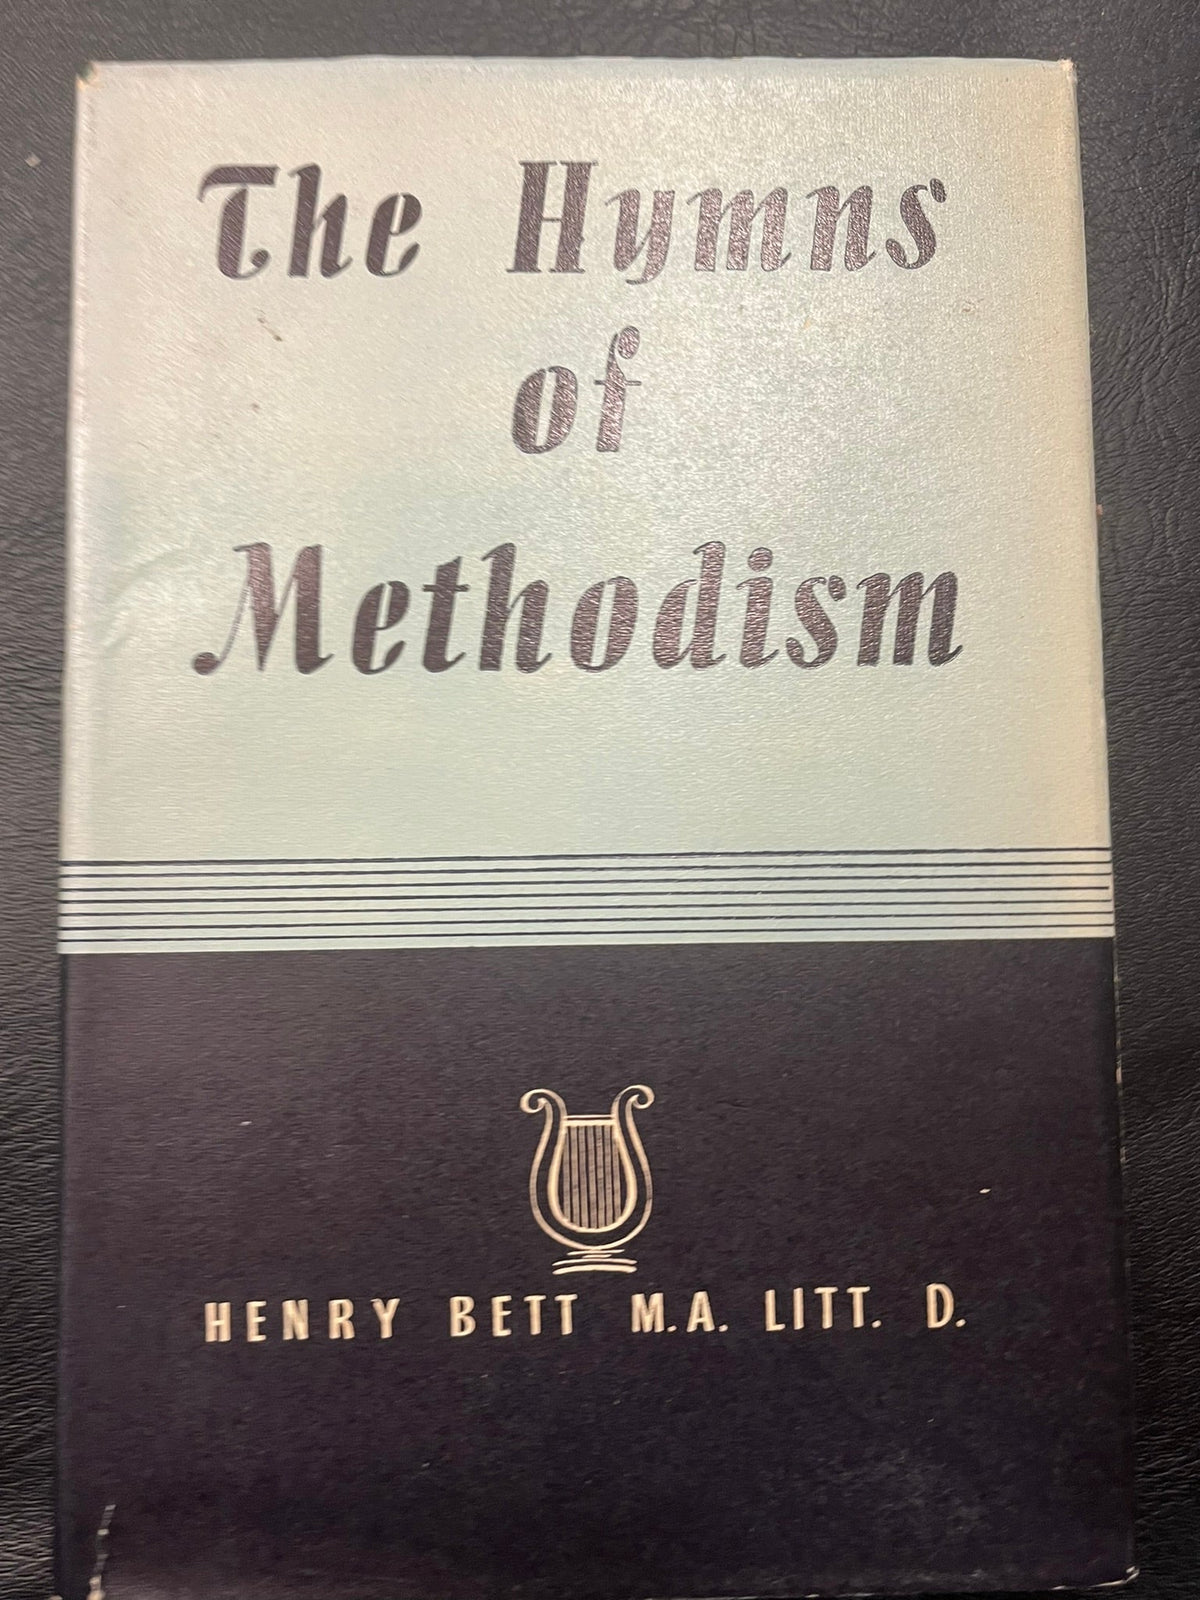 The Hymns
of
Methodism
HENRY BETT M.A. LITT. D.